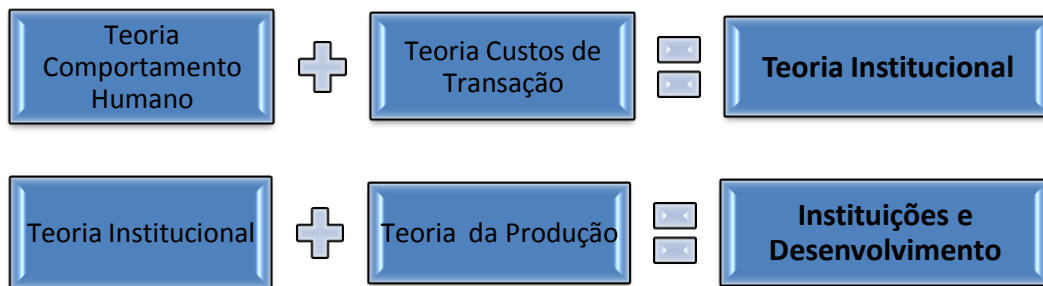 Teoria
Comportamento
Humano
Teoria Custos de
Transação
Teoria Institucional
Teoria Institucional
Teoria da Produção
Instituições e
Desenvolvimento